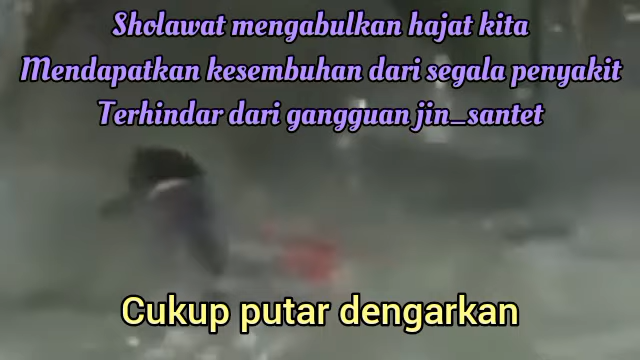 Sholawat mengabulkan hajat kita
Mendapatkan kesembuhan dari segala penyakit
Terhindar dari gangguan jin_santet
Cukup putar dengarkan